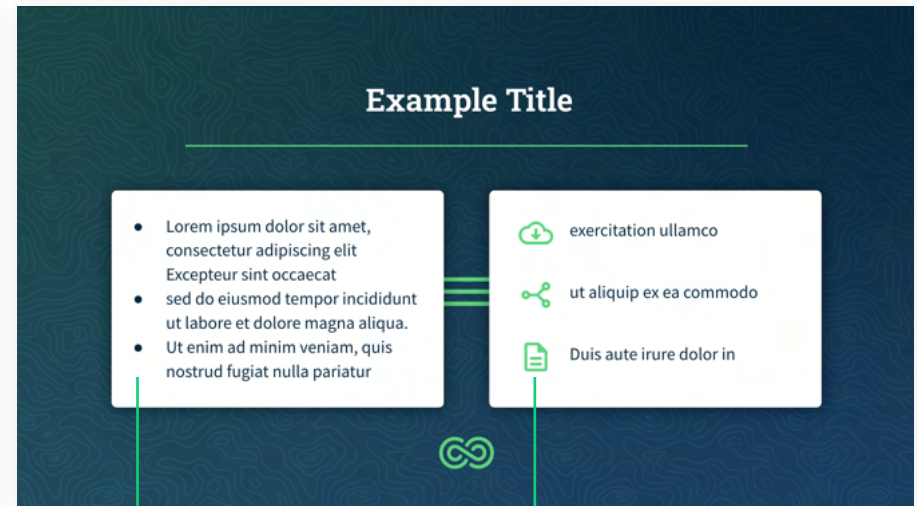 Example Title
● Lorem ipsum dolor sit amet,
consectetur adipiscing elit
Excepteur sint occaecat
● sed do eiusmod tempor incididunt
ut labore et dolore magna aliqua.
● Ut enim ad minim veniam, quis
nostrud fugiat nulla pariatur
exercitation ullamco
ut aliquip ex ea commodo
Duis aute irure dolor in